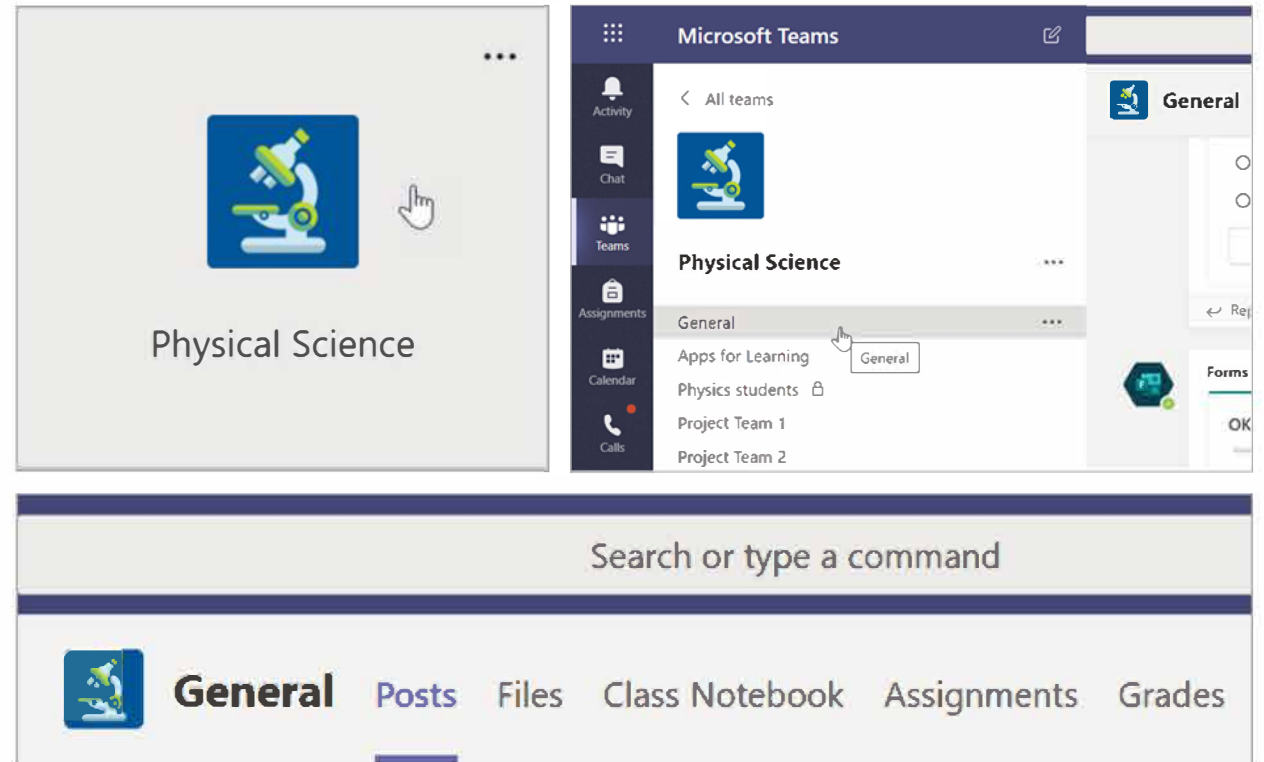 Physical Science
Microsoft Teams
Activity
Chat
Teams
Assignments
Calendar
Calls
All teams
Physical Science
General
General
Apps for Learning
Physics students
Project Team 1
Project Team 2
General
Forms
OK
Search or type a command
General Posts Files Class Notebook Assignments Grades